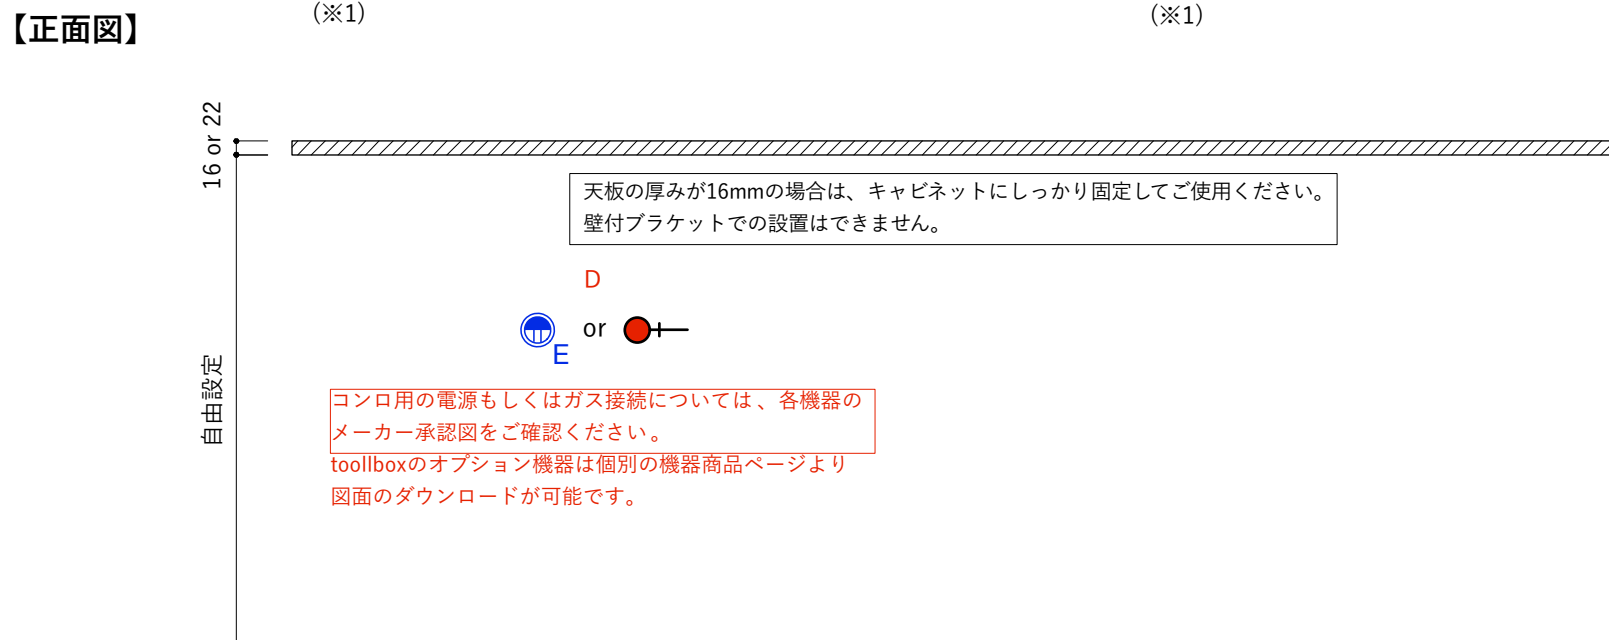 (※1)
(※1)
【正面図】
16 or 22
天板の厚みが16mmの場合は、キャビネットにしっかり固定してご使用ください。
壁付ブラケットでの設置はできません。
D
or
E
自由設定
コンロ用の電源もしくはガス接続については、各機器の
メーカー承認図をご確認ください。
toollboxのオプション機器は個別の機器商品ページより
図面のダウンロードが可能です。